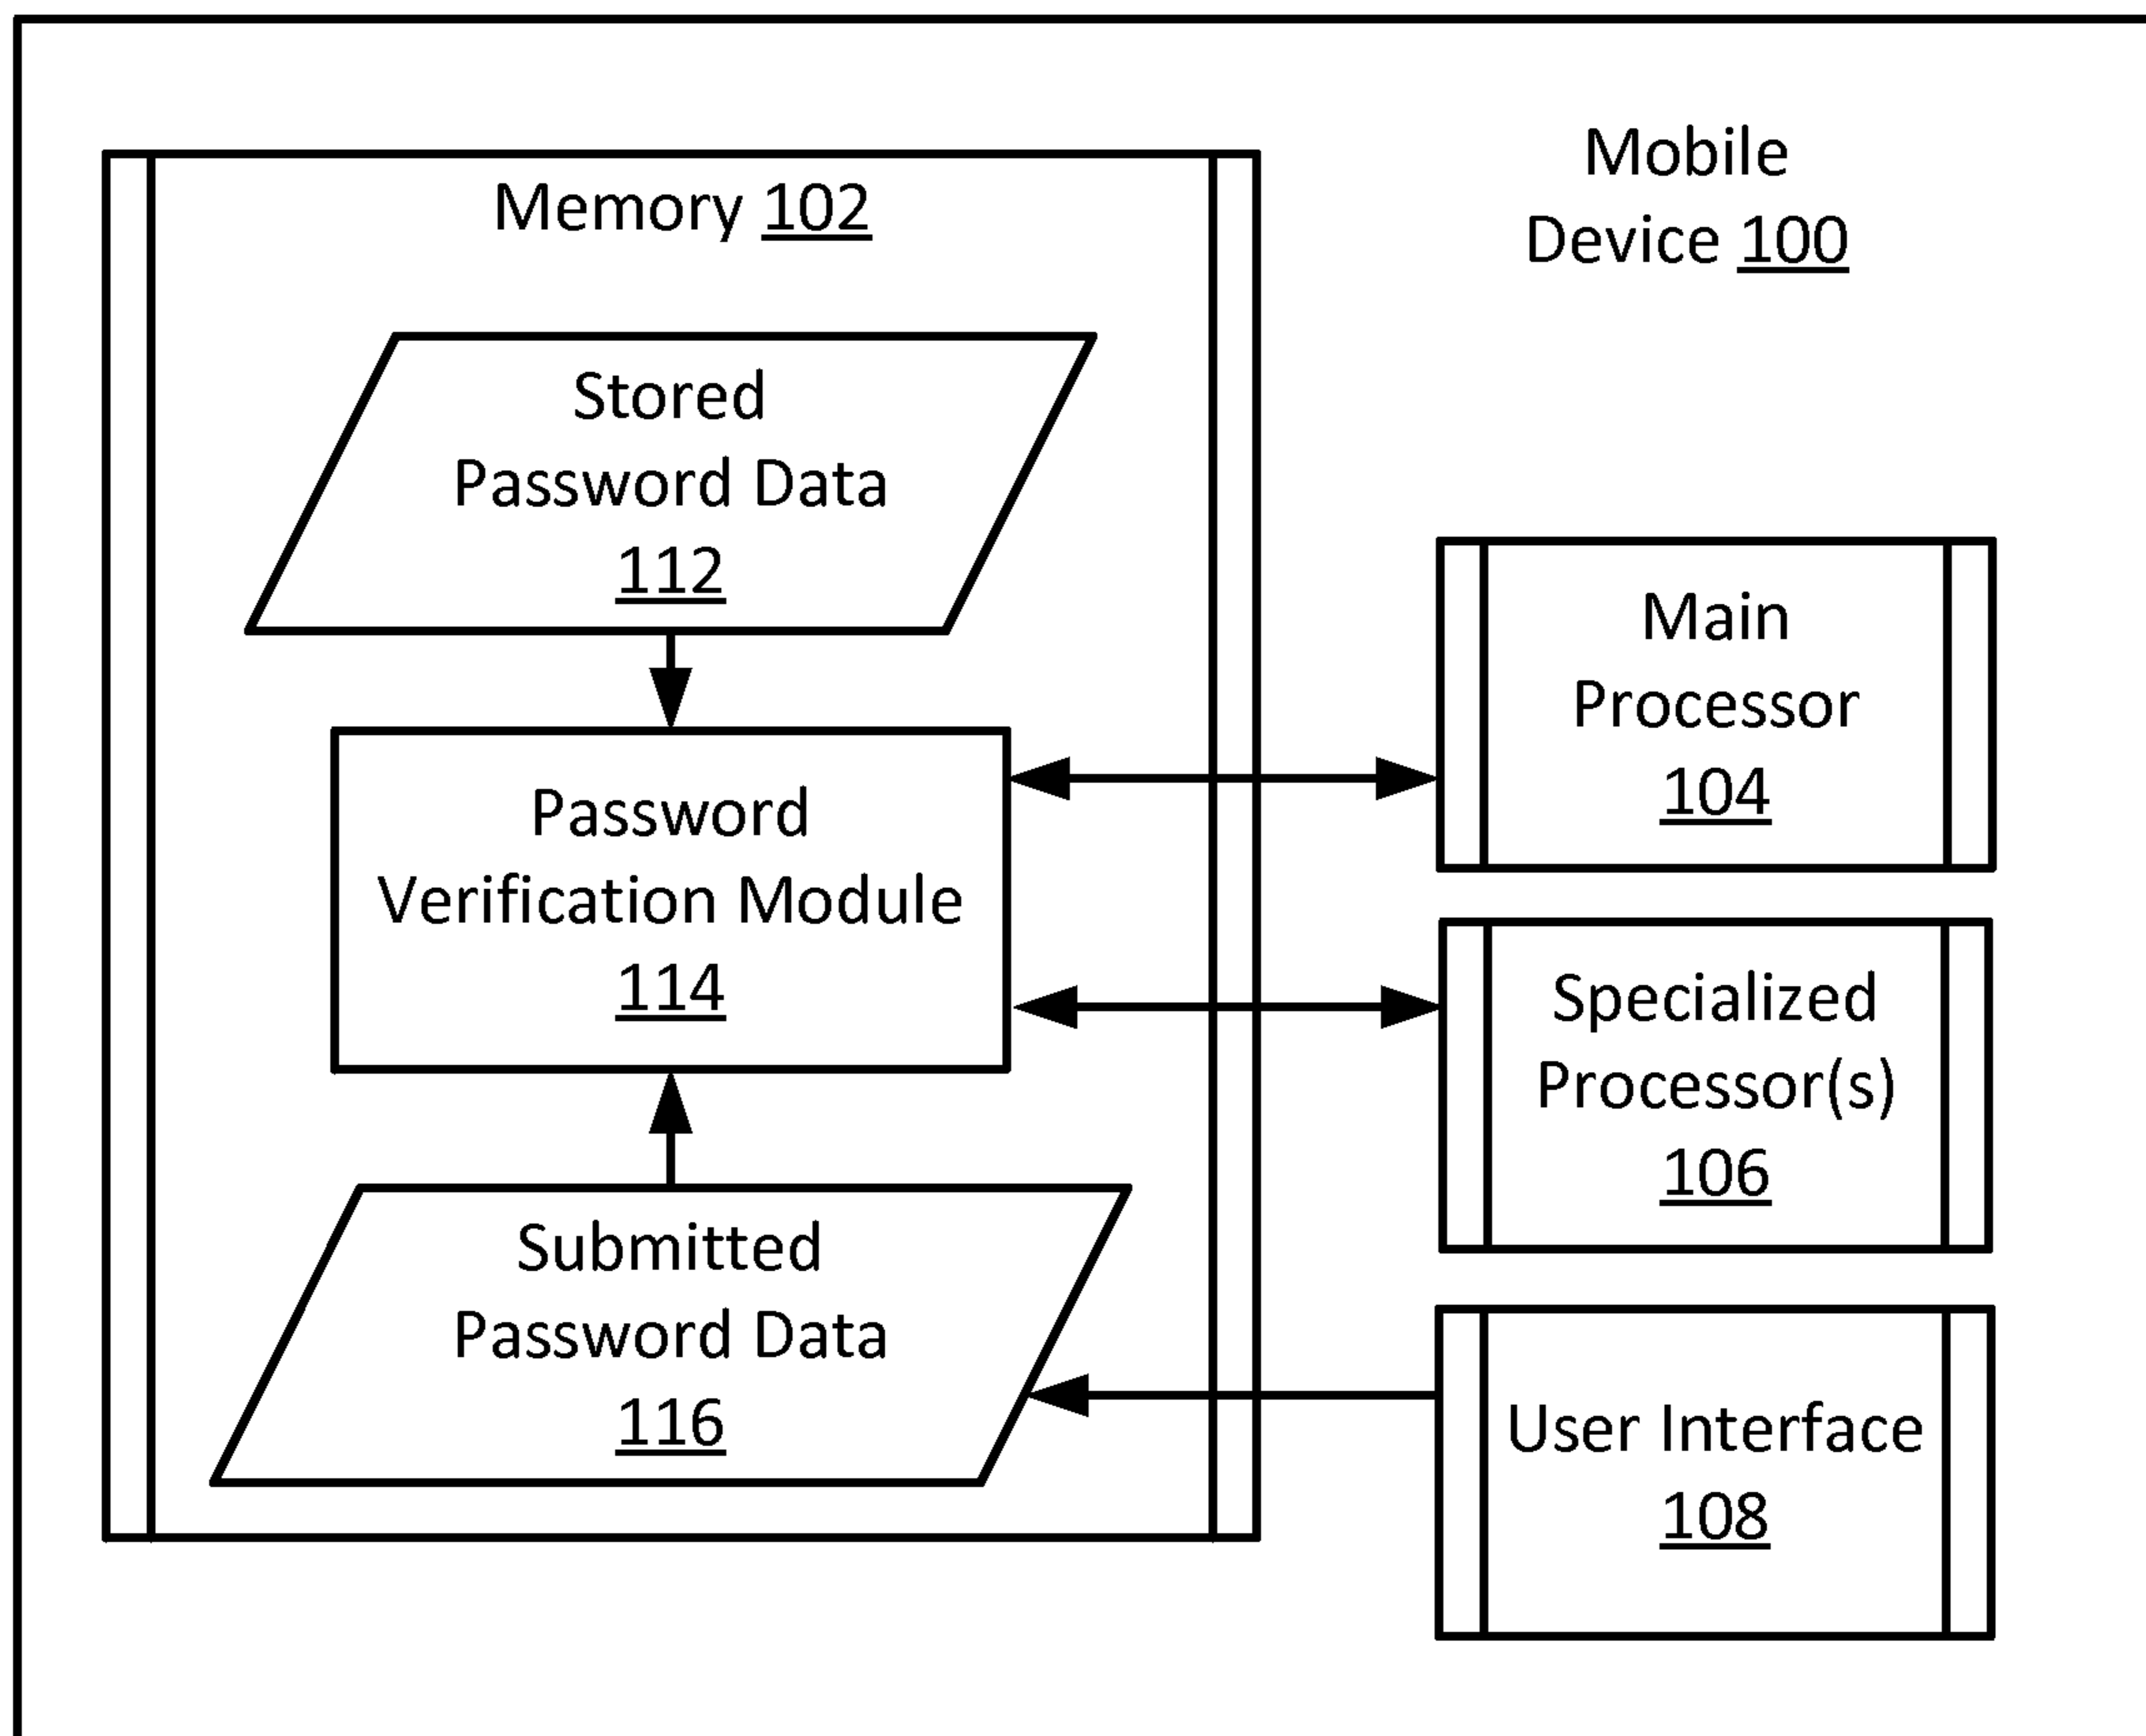 Mobile
Device 100
Memory 102
Stored
Password Data
112
Password
Verification Module
114
Submitted
Password Data
116
Main
Processor
104
Specialized
Processor(s)
106
User Interface
108